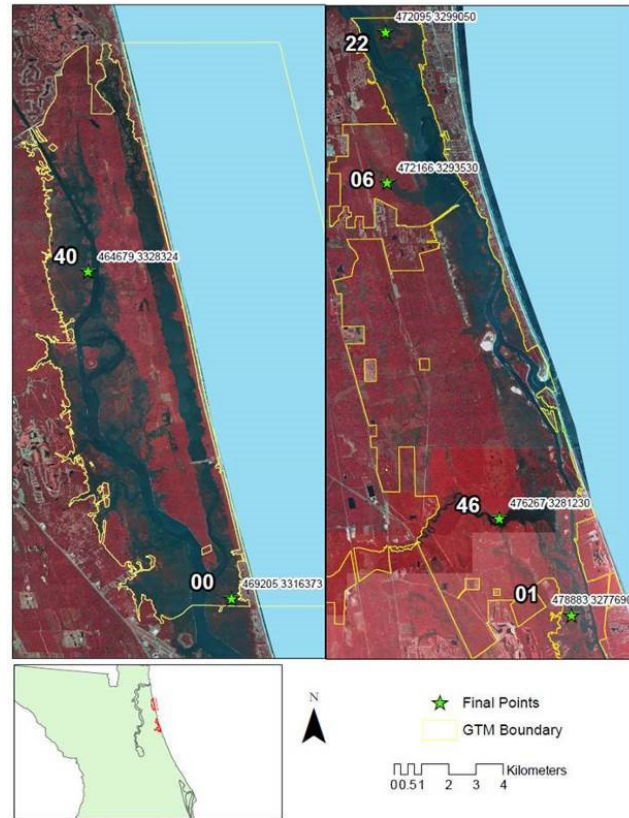 40
464679 3328324
00
469205 3316373
22
472095 3299050
06
472166 3293530
46
476267 3281230
01
478883 3277696
N
Final Points
GTM Boundary
Kilometers
0 0.5 1 2 3 4